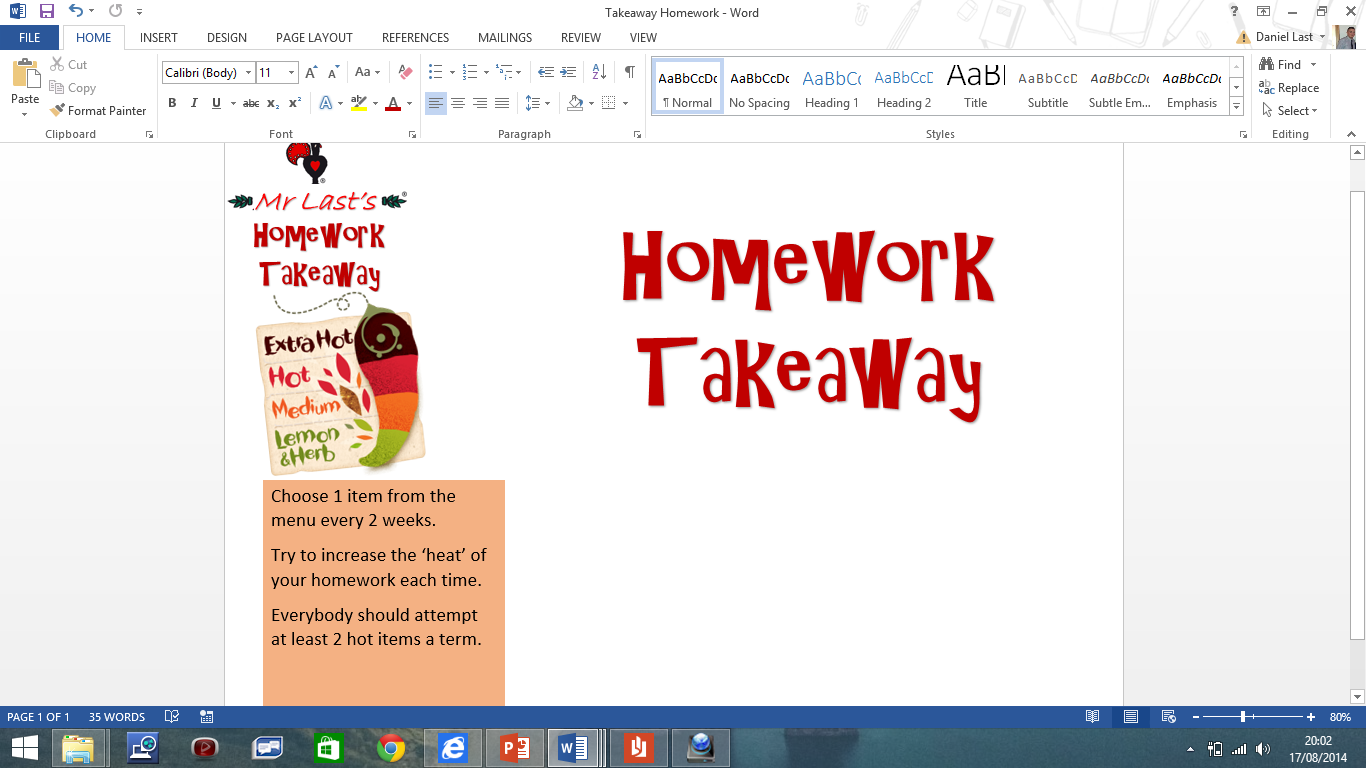 Takeaway Homework - Word
?
FILE HOME INSERT DESIGN PAGE LAYOUT REFERENCES MAILINGS REVIEW VIEW
Daniel Last
Paste
Cut
Copy
Format Painter
Clipboard
Calibri (Body) 11
Font
Paragraph
AaBbCcDc AaBbCcDc AaBbCc AaBbCcD AaBl AaBbCcD AaBbCcDc AaBbCcDc
¶ Normal No Spacing Heading 1 Heading 2 Title Subtitle Subtle Em... Emphasis
Styles
Find
Replace
Select
Editing
Mr Last's
Homework
Takeaway
Extra Hot
Hot
Medium
Lemon
&Herb
Choose 1 item from the
menu every 2 weeks.
Try to increase the ‘heat’ of
your homework each time.
Everybody should attempt
at least 2 hot items a term.
Homework
Takeaway
PAGE 1 OF 1 35 WORDS
80%
20:02
17/08/2014